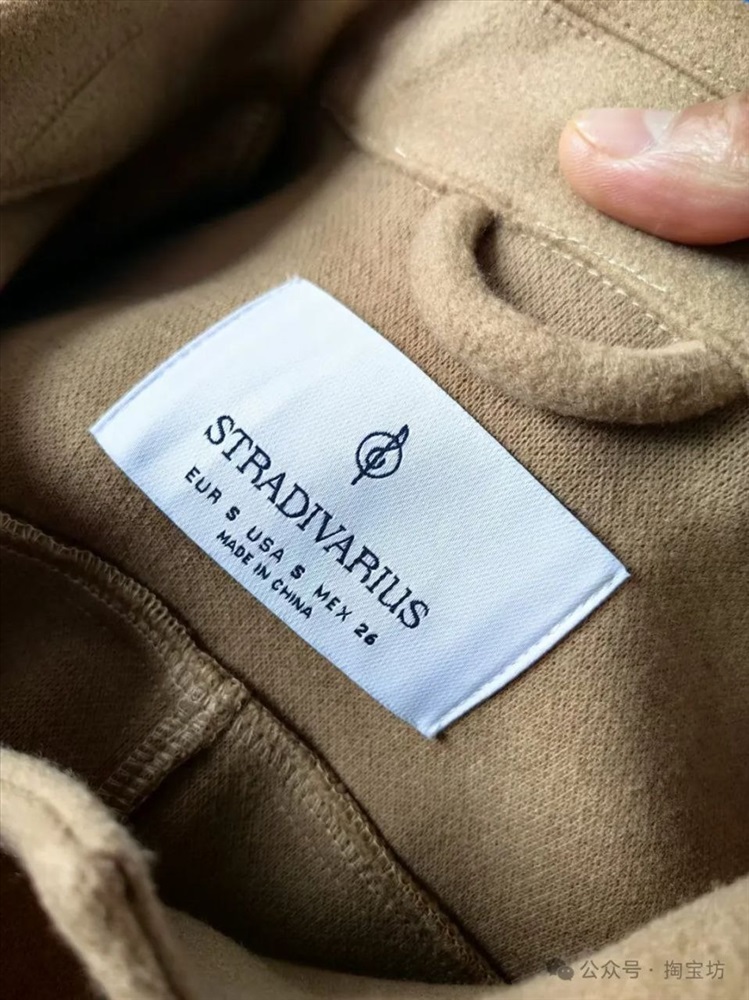 STRADIVARIUS
EUR S USA S MEX 26
MADE IN CHINA
公众号 · 掏宝坊